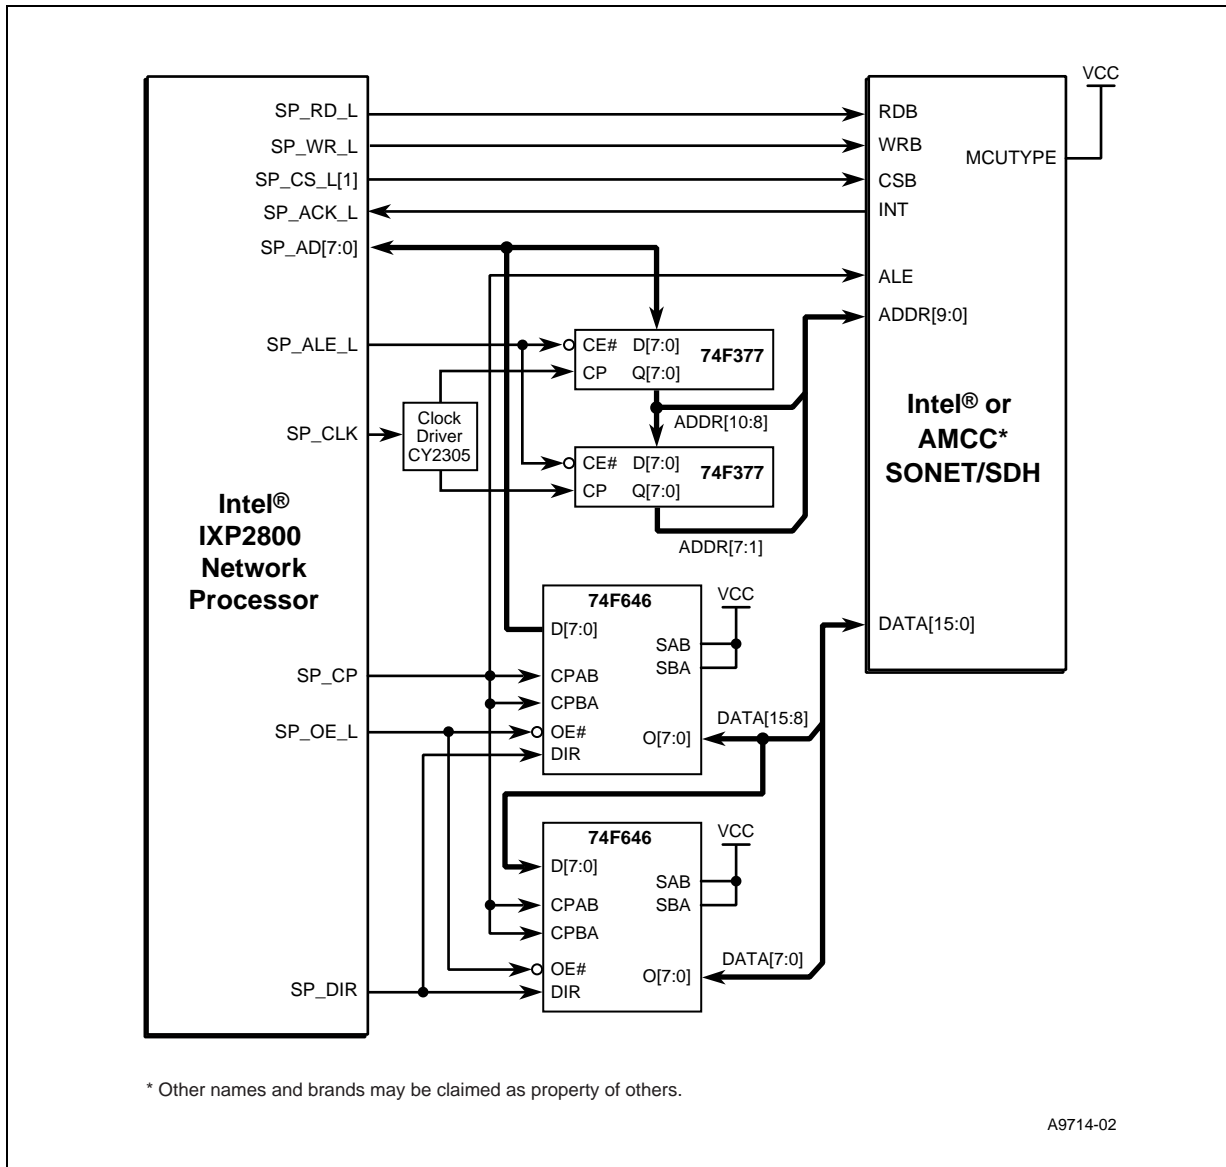 SP_RD_L
SP_WR_L
SP_CS_L[1]
SP_ACK_L
SP_AD[7:0]
SP_ALE_L
SP_CLK
Intel®
IXP2800
Network
Processor
SP_CP
SP_OE_L
SP_DIR
Clock
Driver
CY2305
CE# D[7:0]
74F377
CP Q[7:0]
ADDR[10:8]
CE# D[7:0]
74F377
CP Q[7:0]
ADDR[7:1]
74F646
D[7:0]
CPAB
CPBA
OE#
DIR
SAB
SBA
O[7:0]
VCC
DATA[15:8]
74F646
D[7:0]
CPAB
CPBA
OE#
DIR
SAB
SBA
O[7:0]
VCC
DATA[7:0]
VCC
RDB
WRB
MCUTYPE
CSB
INT
ALE
ADDR[9:0]
Intel® or
AMCC*
SONET/SDH
DATA[15:0]
* Other names and brands may be claimed as property of others.
A9714-02